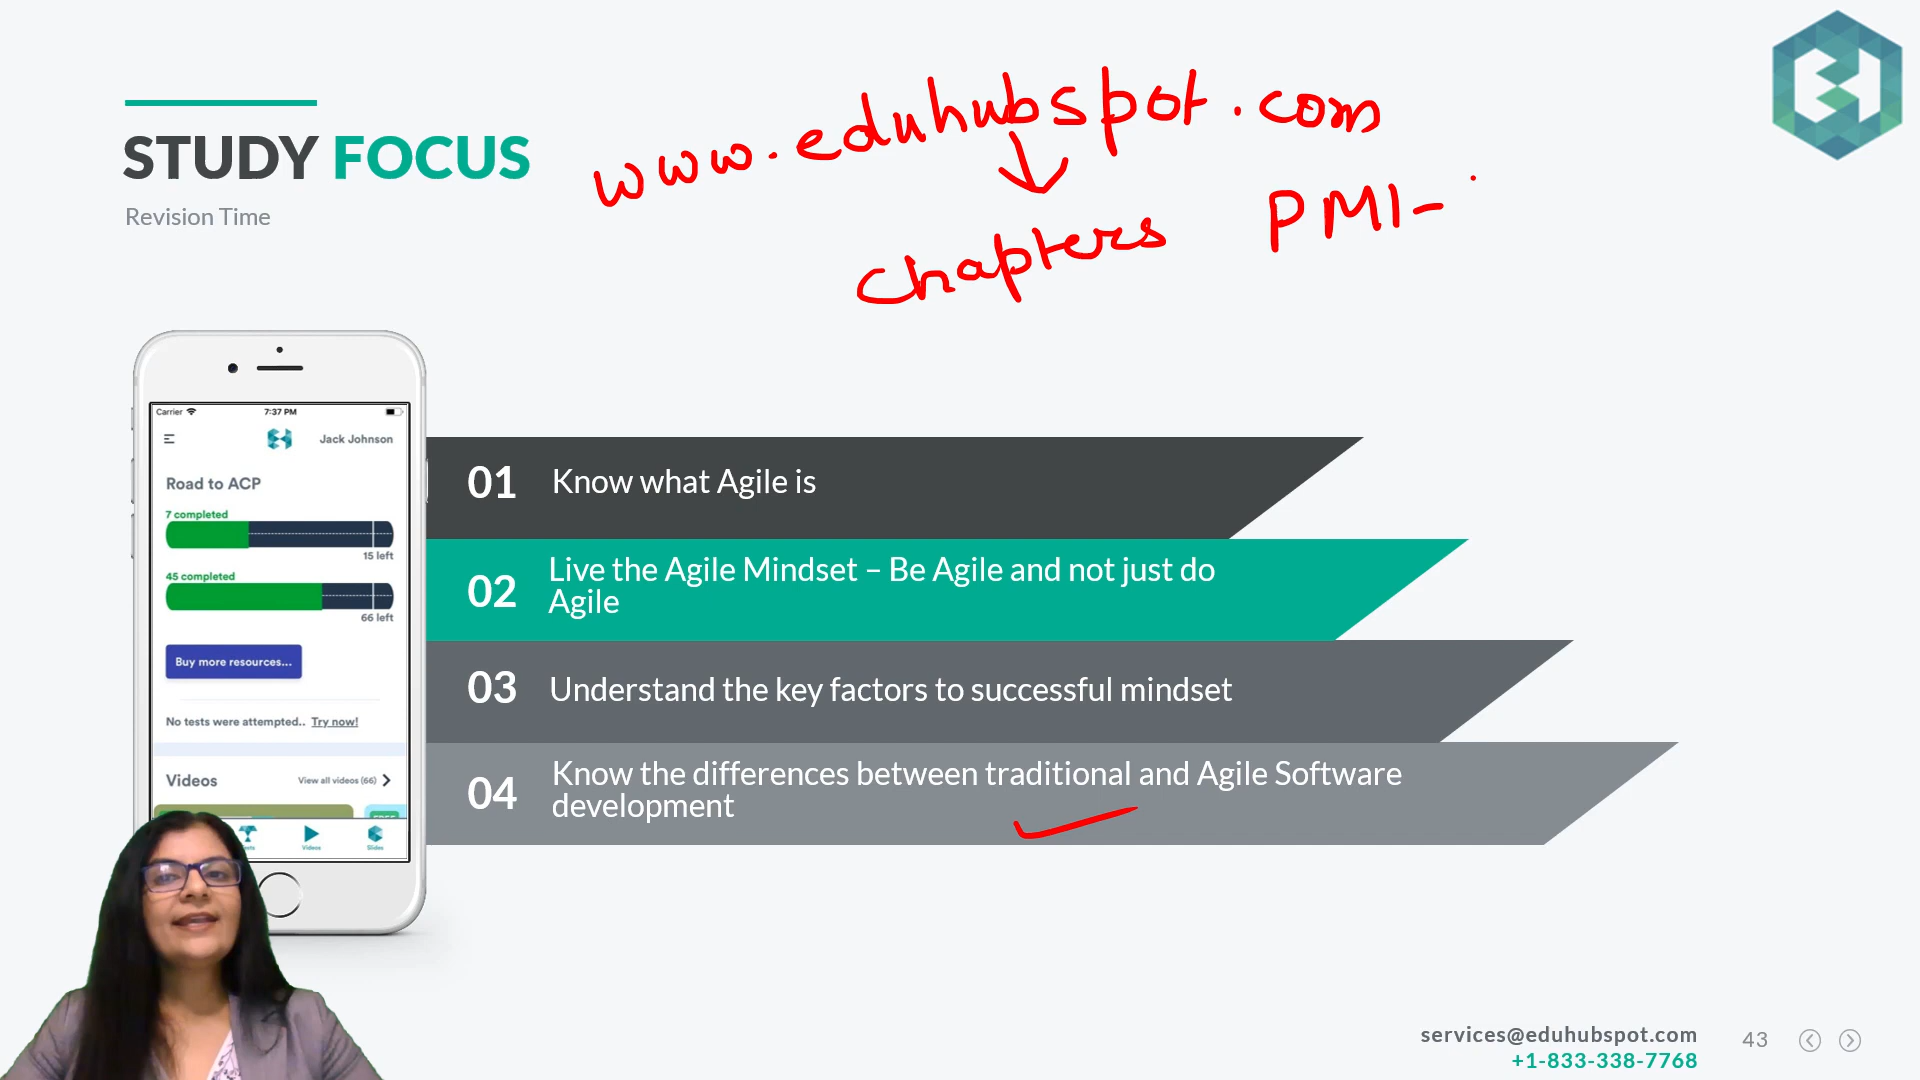 www.eduhubspot.com
chapters PMI-
STUDY FOCUS
Revision Time
Carrier 7:37 PM
Jack Johnson
Road to ACP
7 completed
15 left
45 completed
66 left
Buy more resources...
No tests were attempted.. Try now!
Videos View all videos (66)
FREE
Videos Slides
01 Know what Agile is
02 Live the Agile Mindset – Be Agile and not just do
Agile
03 Understand the key factors to successful mindset
04 Know the differences between traditional and Agile Software
development
services@eduhubspot.com
+1-833-338-7768
43